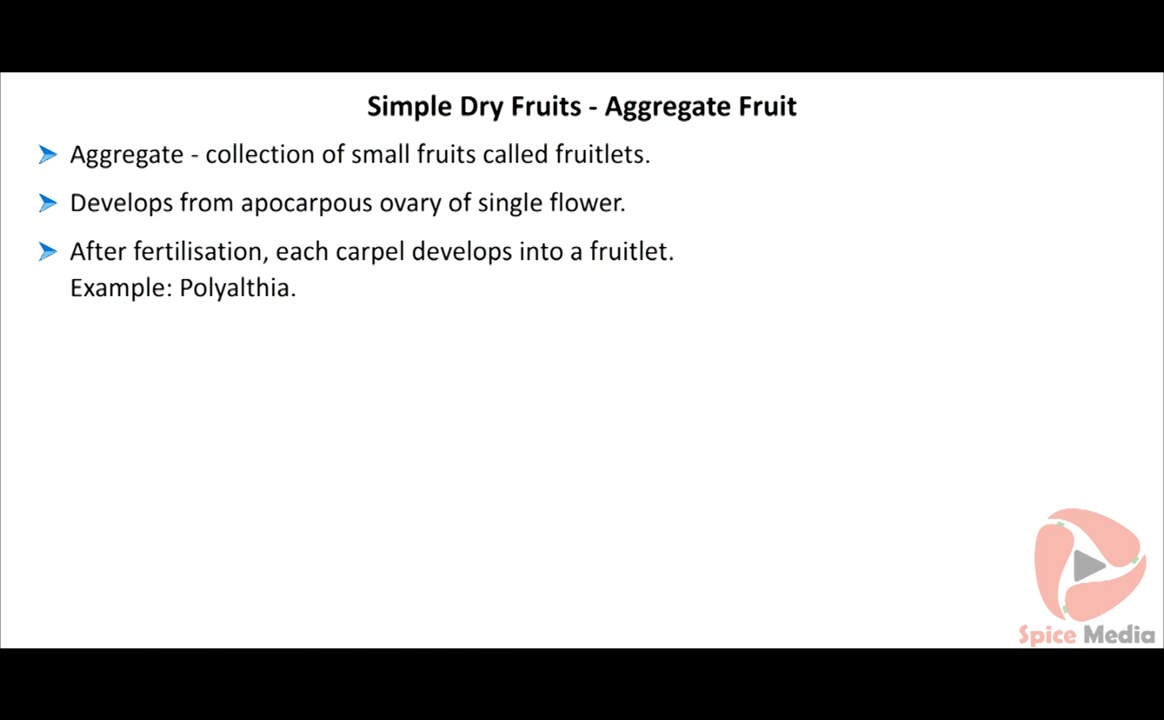 Simple Dry Fruits - Aggregate Fruit
Aggregate - collection of small fruits called fruitlets.
Develops from apocarpous ovary of single flower.
After fertilisation, each carpel develops into a fruitlet.
Example: Polyalthia.
Spice Media